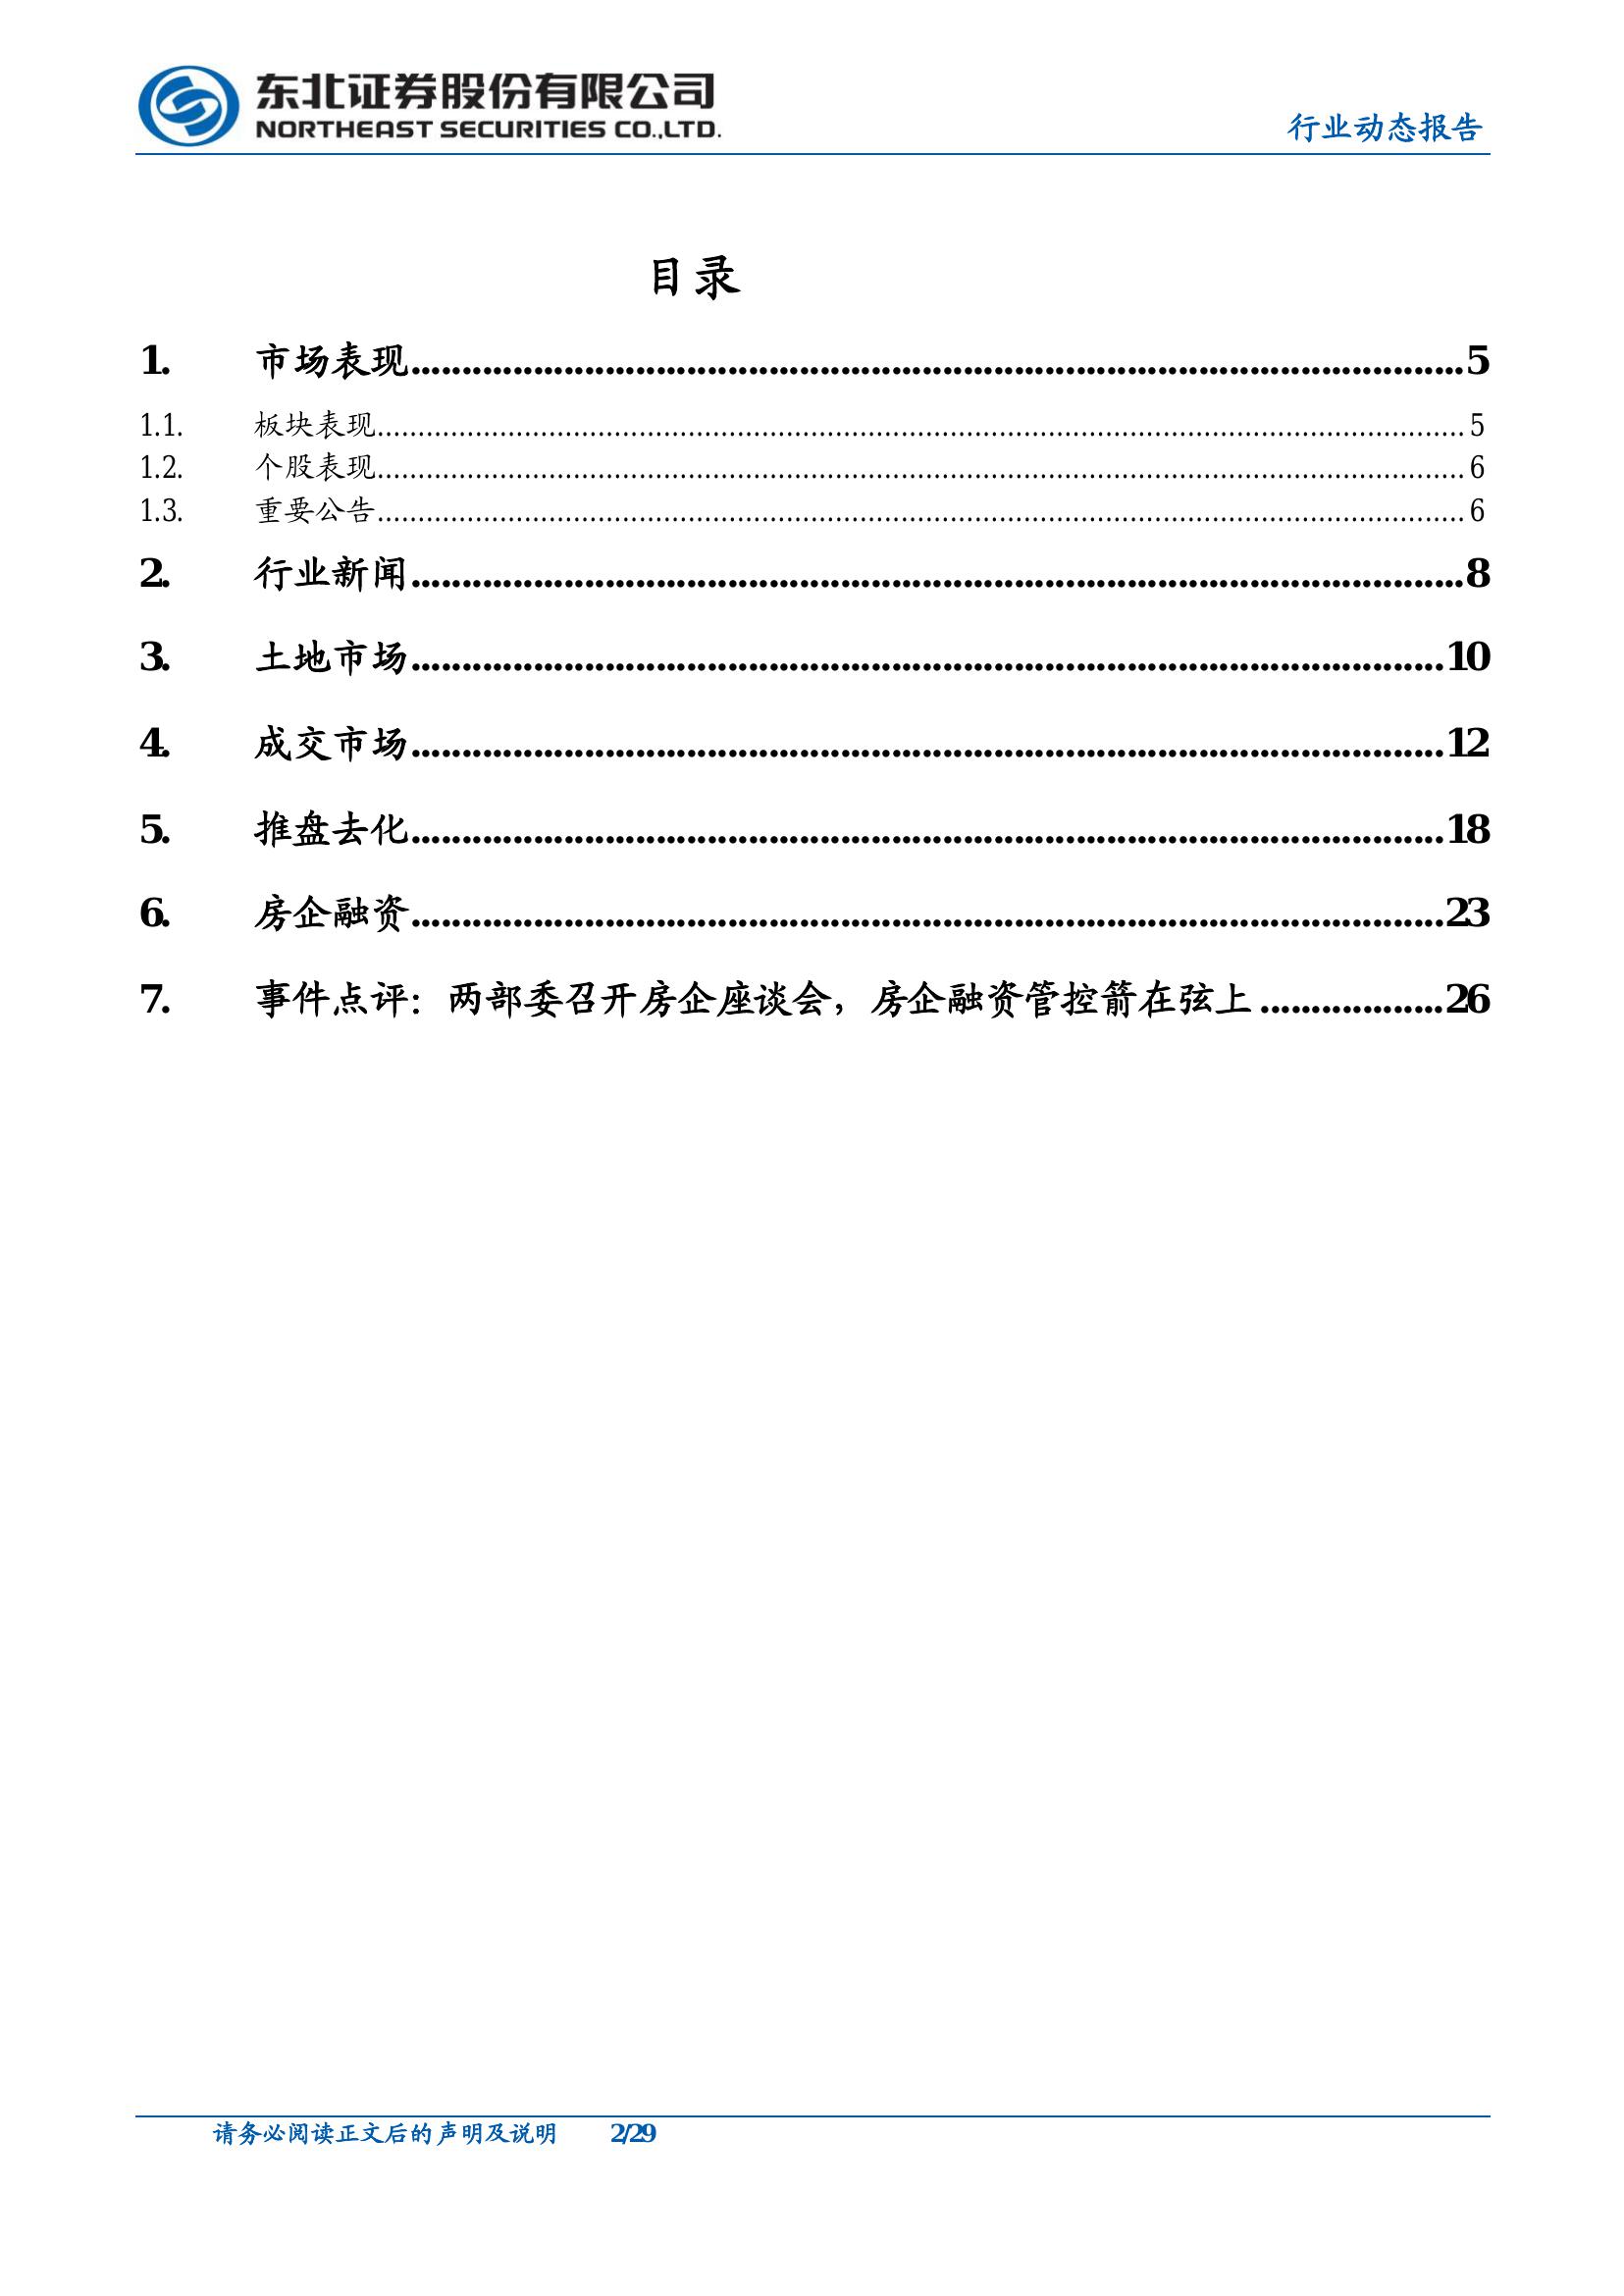 东北证券股份有限公司
NORTHEAST SECURITIES CO.,LTD.
行业动态报告
目录
1. 市场表现 5
1.1. 板块表现 5
1.2. 个股表现 6
1.3. 重要公告 6
2. 行业新闻 8
3. 土地市场 10
4. 成交市场 12
5. 推盘去化 18
6. 房企融资 23
7. 事件点评：两部委召开房企座谈会，房企融资管控箭在弦上 26
请务必阅读正文后的声明及说明 2/29